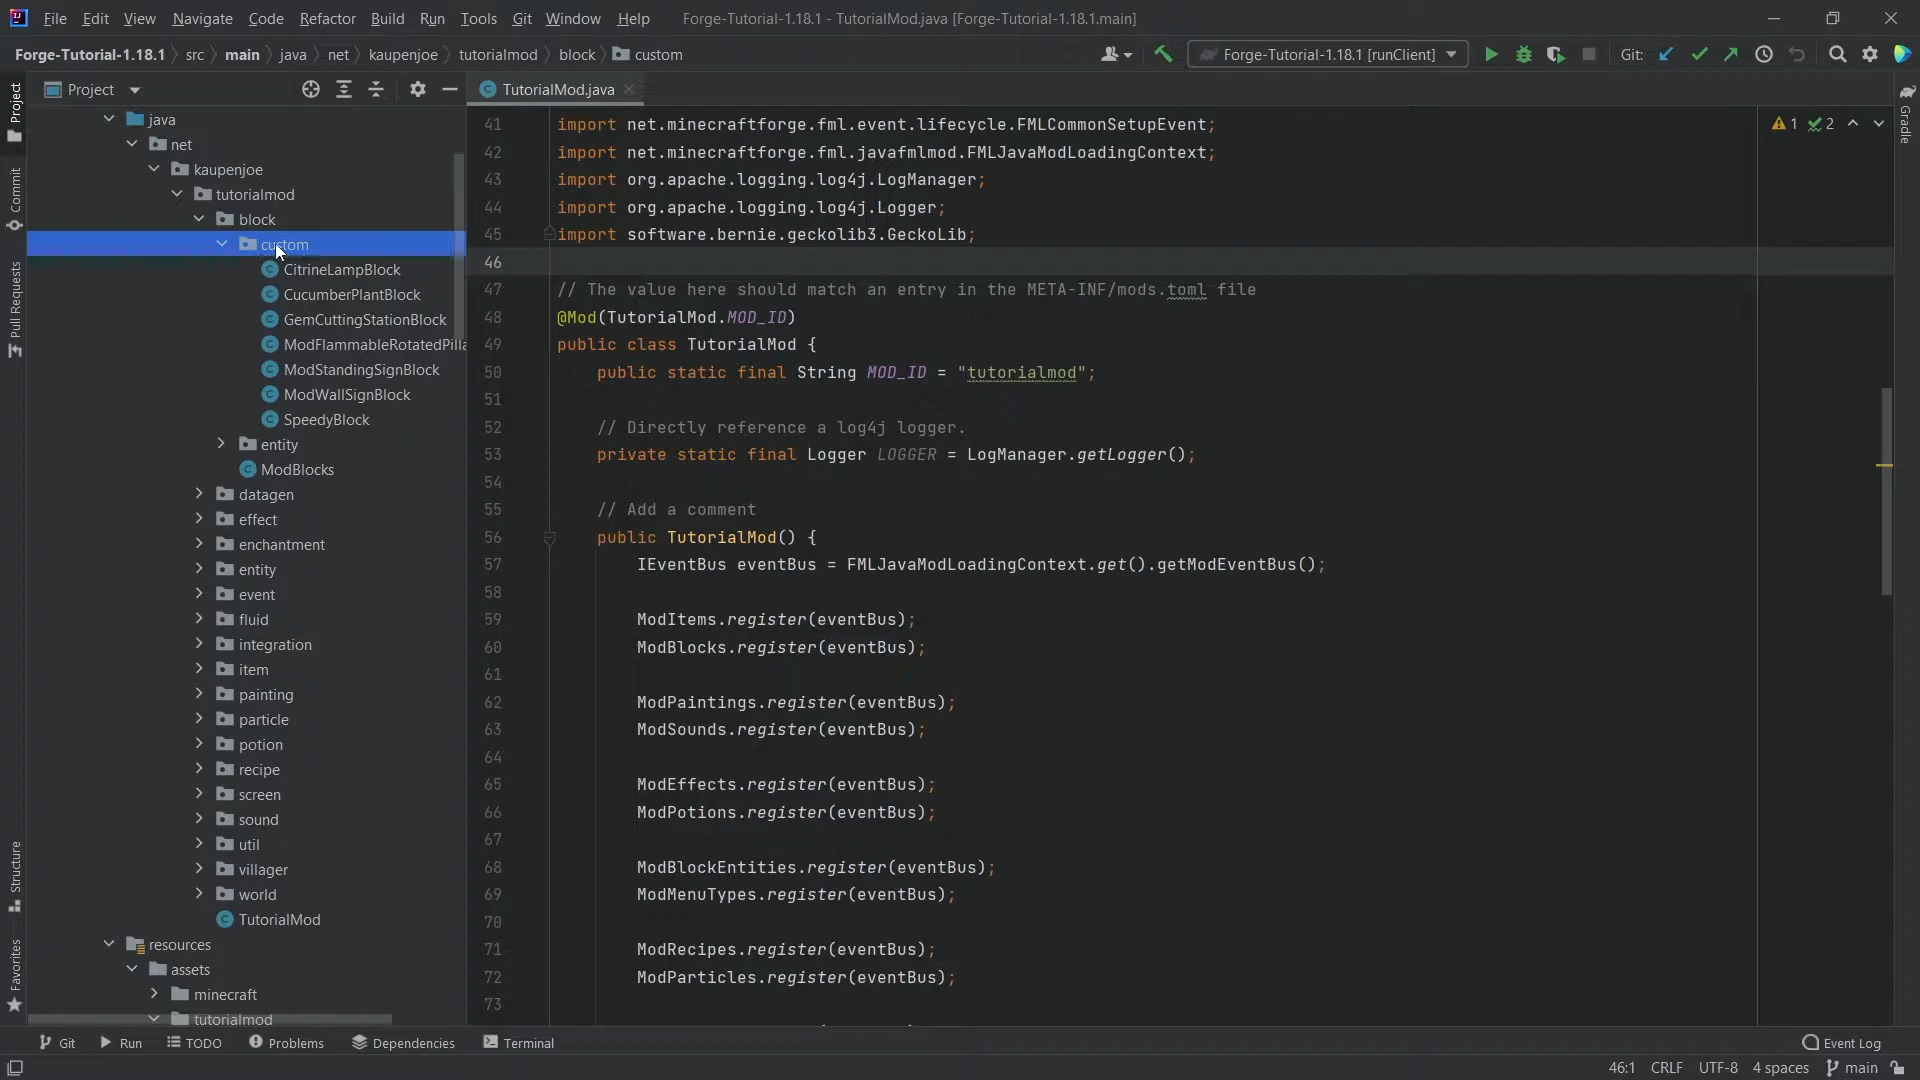 File Edit View Navigate Code Refactor Build Run Tools Git Window Help Forge-Tutorial-1.18.1 - TutorialMod.java [Forge-Tutorial-1.18.1.main]
Forge-Tutorial-1.18.1 src main java net kaupenjoe tutorialmod block custom Forge-Tutorial-1.18.1 [runClient] Git:
Project
TutorialMod.java
Project
Commit
Pull Requests
Structure
Favorites
java
net
kaupenjoe
tutorialmod
block
custom
CitrineLampBlock
CucumberPlantBlock
GemCuttingStationBlock
ModFlammableRotatedPilla
ModStandingSignBlock
ModWallSignBlock
SpeedyBlock
entity
ModBlocks
datagen
effect
enchantment
entity
event
fluid
integration
item
painting
particle
potion
recipe
screen
sound
util
villager
world
TutorialMod
resources
assets
minecraft
tutorialmod
41 import net.minecraftforge.fml.event.lifecycle.FMLCommonSetupEvent;
42 import net.minecraftforge.fml.javafmlmod.FMLJavaModLoadingContext;
43 import org.apache.logging.log4j.LogManager;
44 import org.apache.logging.log4j.Logger;
45 import software.bernie.geckolib3.GeckoLib;
46
47 // The value here should match an entry in the META-INF/mods.toml file
48 @Mod(TutorialMod.MOD_ID)
49 public class TutorialMod {
50 public static final String MOD_ID = "tutorialmod";
51
52 // Directly reference a log4j logger.
53 private static final Logger LOGGER = LogManager.getLogger();
54
55 // Add a comment
56 public TutorialMod() {
57 IEventBus eventBus = FMLJavaModLoadingContext.get().getModEventBus();
58
59 ModItems.register(eventBus);
60 ModBlocks.register(eventBus);
61
62 ModPaintings.register(eventBus);
63 ModSounds.register(eventBus);
64
65 ModEffects.register(eventBus);
66 ModPotions.register(eventBus);
67
68 ModBlockEntities.register(eventBus);
69 ModMenuTypes.register(eventBus);
70
71 ModRecipes.register(eventBus);
72 ModParticles.register(eventBus);
73
1 2
Gradle
Git Run TODO Problems Dependencies Terminal Event Log
46:1 CRLF UTF-8 4 spaces main